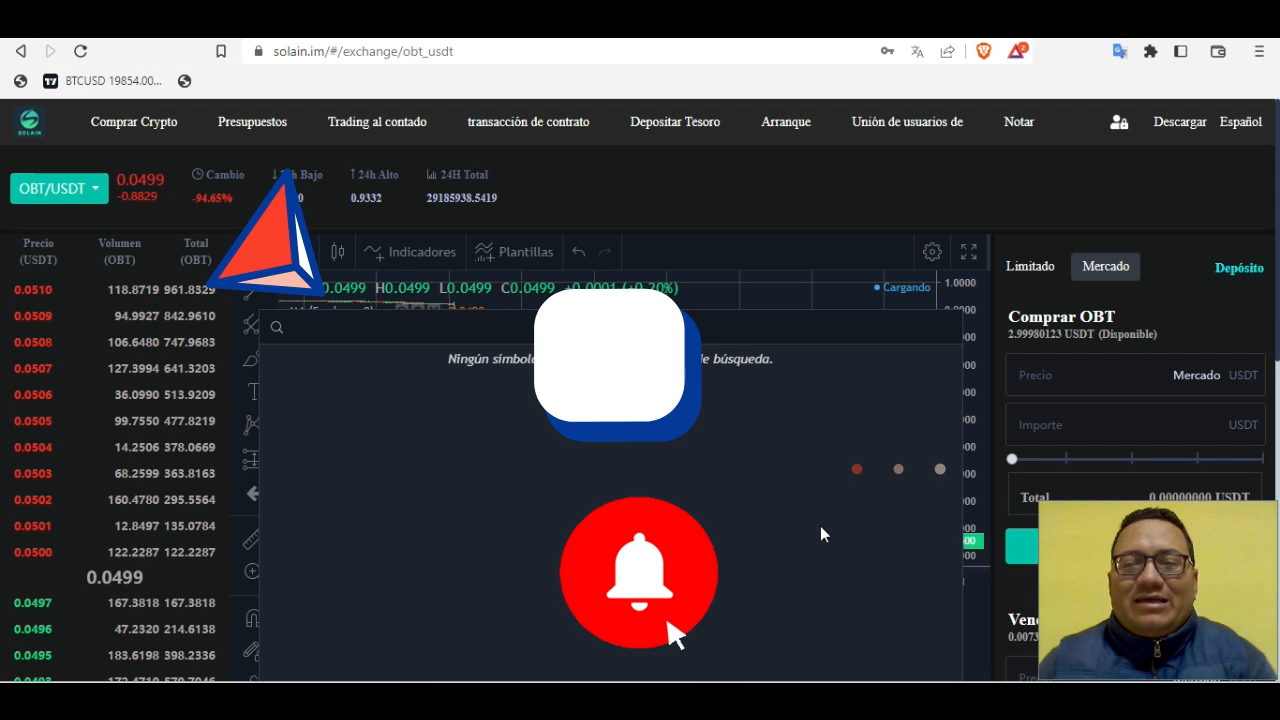 solain.im/#/exchange/obt_usdt
2
17 BTCUSD 19854.00...
SOLAIN
Comprar Crypto Presupuestos Trading al contado transacción de contrato Depositar Tesoro Arranque Unión de usuarios de Notar Descargar Español
OBT/USDT
0.0499
-0.8829
Cambio
-94.65%
Bajo
0
24h Alto
0.9332
24H Total
29185938.5419
Precio Volumen Total
(USDT) (OBT) (OBT)
0.0510 118.8719 961.8329
0.0509 94.9927 842.9610
0.0508 106.6480 747.9683
0.0507 127.3994 641.3203
0.0506 36.0990 513.9209
0.0505 99.7550 477.8219
0.0504 14.2506 378.0669
0.0503 68.2599 363.8163
0.0502 160.4780 295.5564
0.0501 12.8497 135.0784
0.0500 122.2287 122.2287
0.0499
0.0497 167.3818 167.3818
0.0496 47.2320 214.6138
0.0495 183.6198 398.2336
Indicadores Plantillas
0.0499 H0.0499 L0.0499 C0.0499 +0.0001 (+0.20%)
Cargando
1.0000
Ningún símbolo de búsqueda.
Limitado Mercado Depósito
Comprar OBT
2.99980123 USDT (Disponible)
Precio Mercado USDT
Importe USDT
Total 0.00000000 USDT